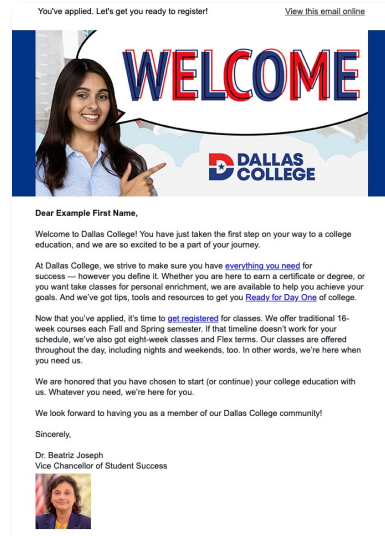 You've applied. Let's get you ready to register!
View this email online
WELCOME
DALLAS
COLLEGE
Dear Example First Name,
Welcome to Dallas College! You have just taken the first step on your way to a college
education, and we are so excited to be a part of your journey.
At Dallas College, we strive to make sure you have everything you need for
success — however you define it. Whether you are here to earn a certificate or degree, or
you want take classes for personal enrichment, we are available to help you achieve your
goals. And we've got tips, tools and resources to get you Ready for Day One of college.
Now that you've applied, it's time to get registered for classes. We offer traditional 16-
week courses each Fall and Spring semester. If that timeline doesn't work for your
schedule, we've also got eight-week classes and Flex terms. Our classes are offered
throughout the day, including nights and weekends, too. In other words, we're here when
you need us.
We are honored that you have chosen to start (or continue) your college education with
us. Whatever you need, we're here for you.
We look forward to having you as a member of our Dallas College community!
Sincerely,
Dr. Beatriz Joseph
Vice Chancellor of Student Success